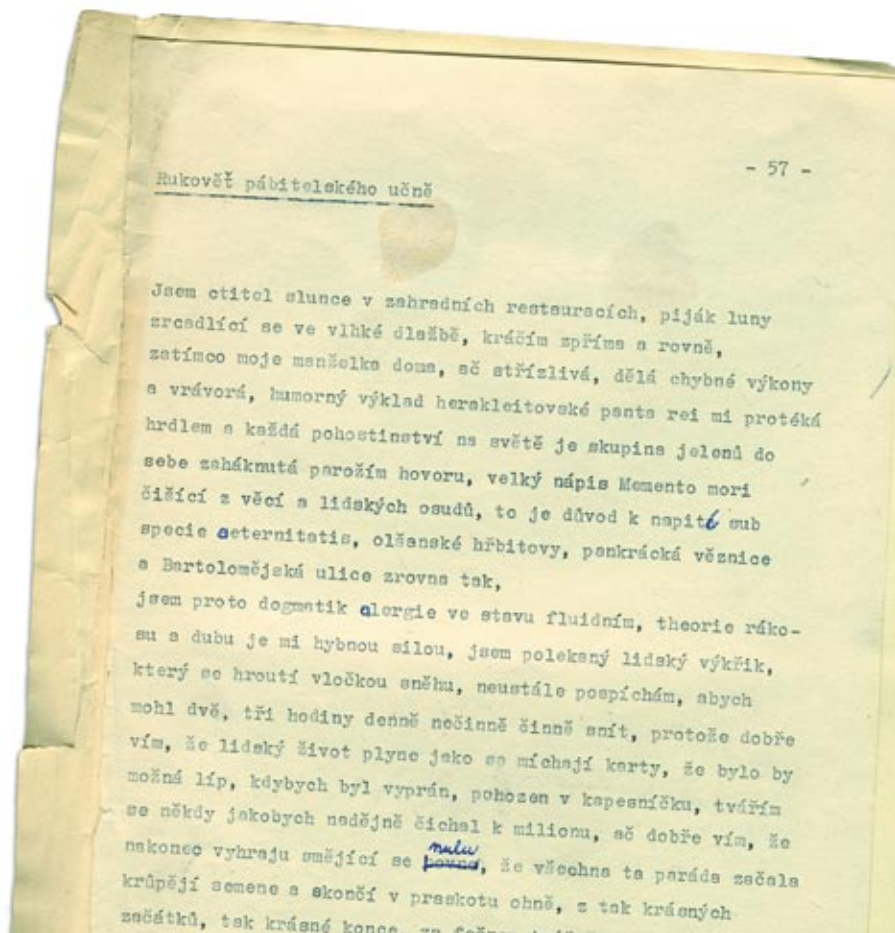 - 57 -
Rukověť pábitelského učně
Jsem ctitel slunce v zahradních restauracích, piják luny
zrcadlící se ve vlhké dlažbě, kráčím zpříma a rovně,
zatímco moje manželka doma, ač střízlivá, dělá chybné výkony
a vrávorá, humorný výklad herakleitovské panta rei mi protéká
hrdlem a každá pohostinství na světě je skupina jelenů do
sebe zaháknutá parožím hovoru, velký nápis Memento mori
čišící z věcí a lidských osudů, to je důvod k napití sub
specie aeternitatis, olšanské hřbitovy, pankrácká věznice
a Bartolomějská ulice zrovna tak,
jsem proto dogmatik alergie ve stavu fluidním, theorie ráko-
su a dubu je mi hybnou silou, jsem polekaný lidský výkřik,
který se hroutí vločkou sněhu, neustále pospíchám, abych
mohl dvě, tři hodiny denně nečinně činně snít, protože dobře
vím, že lidský život plyne jako se míchají karty, že bylo by
možná líp, kdybych byl vyprán, pohozen v kapesníčku, tvářím
se někdy jakobych nadějně čichal k milionu, ač dobře vím, že
nulu
nakonec vyhraju smějící se hovno, že všechna ta paráda začala
krůpějí semene a skončí v praskotu ohně, z tak krásných
začátků, tak krásné konce, za